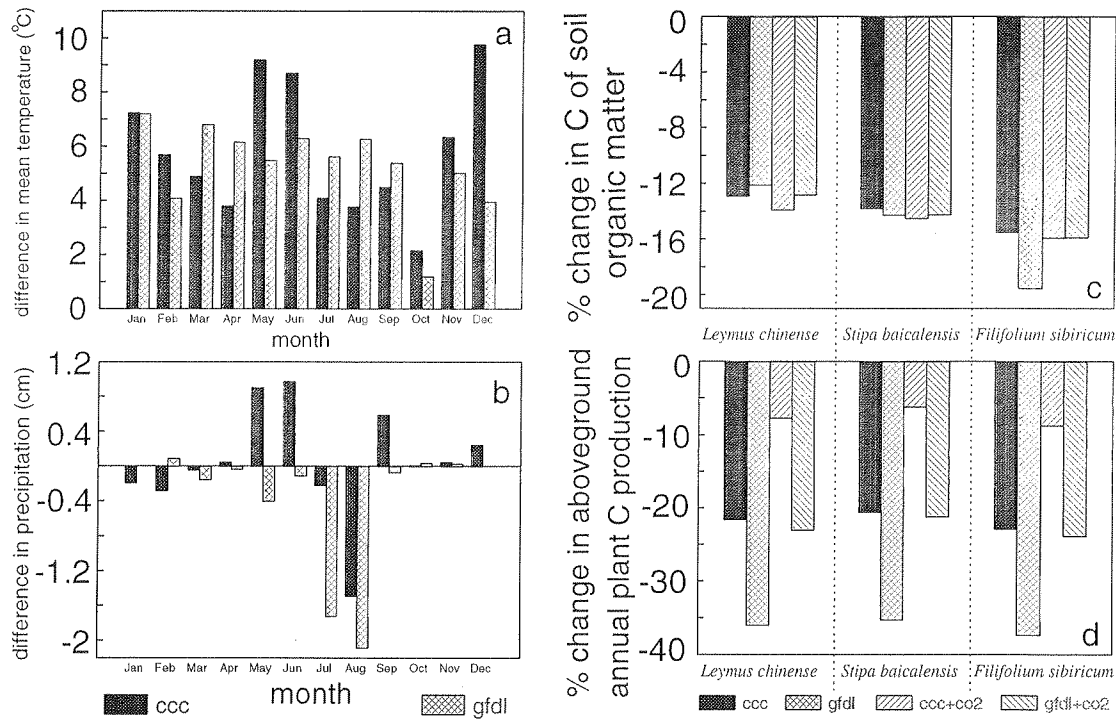 difference in mean temperature (°C)
10
8
6
4
2
0
a
Jan Feb Mar Apr May Jun Jul Aug Sep Oct Nov Dec
month
difference in precipitation (cm)
1.2
0.4
-0.4
-1.2
-2
b
Jan Feb Mar Apr May Jun Jul Aug Sep Oct Nov Dec
month
ccc gfdl
% change in C of soil
organic matter
0
-4
-8
-12
-16
-20
c
Leymus chinense Stipa baicalensis Filifolium sibiricum
% change in aboveground
annual plant C production
0
-10
-20
-30
-40
d
Leymus chinense Stipa baicalensis Filifolium sibiricum
ccc gfdl ccc+co2 gfdl+co2